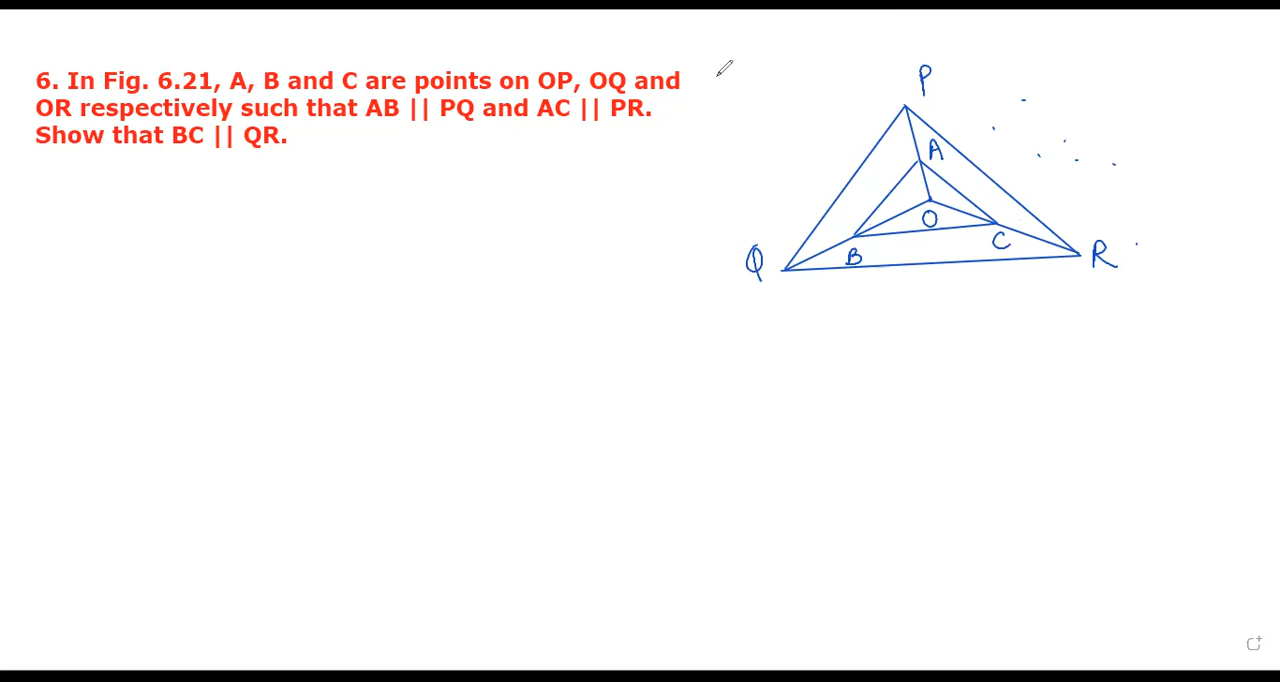 6. In Fig. 6.21, A, B and C are points on OP, OQ and
OR respectively such that AB || PQ and AC || PR.
Show that BC || QR.
P
A
O
C
B
Q
R